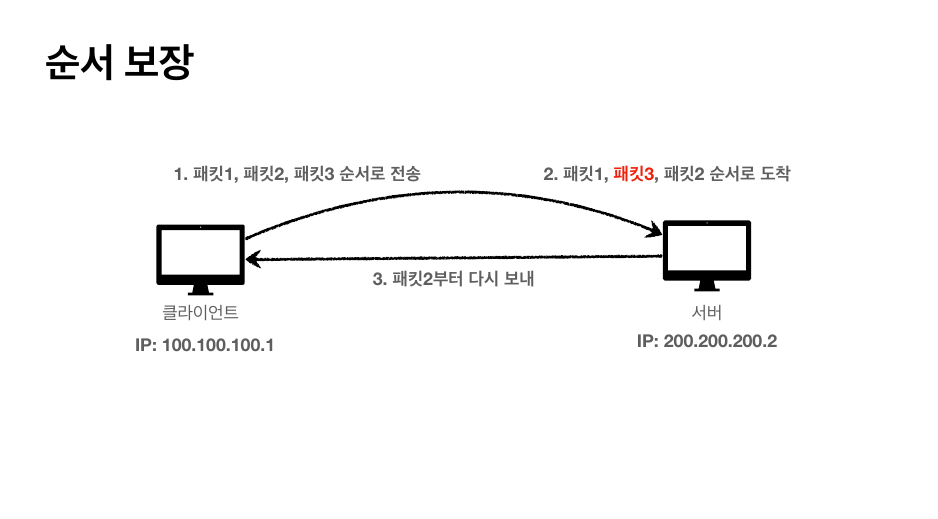 순서 보장
1. 패킷1, 패킷2, 패킷3 순서로 전송
2. 패킷1, 패킷3, 패킷2 순서로 도착
3. 패킷2부터 다시 보내
클라이언트
IP: 100.100.100.1
서버
IP: 200.200.200.2